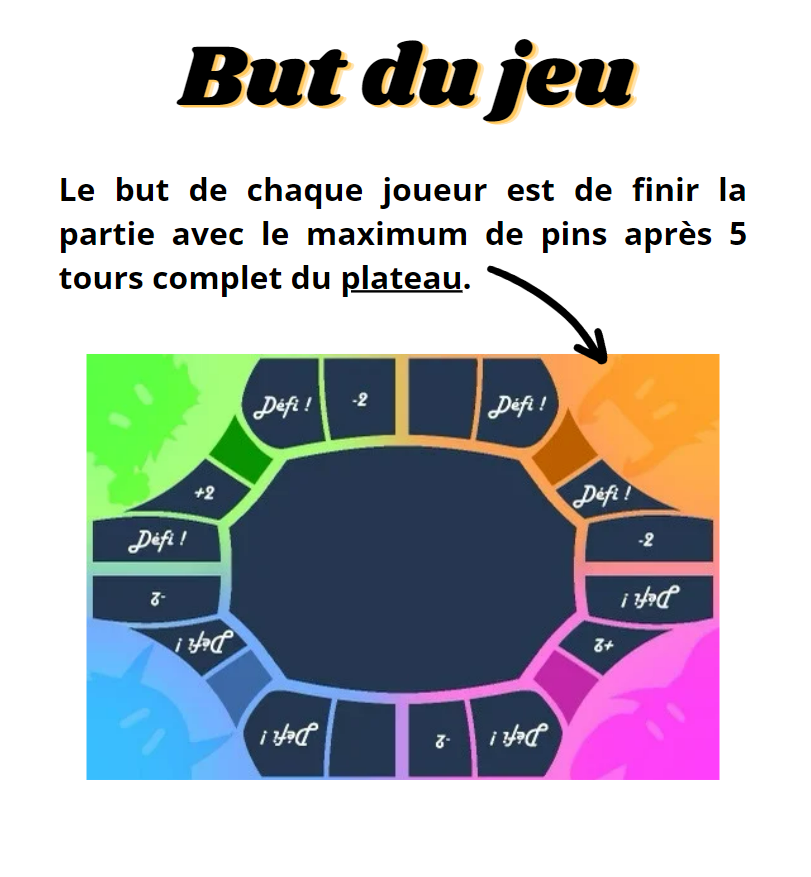 But du jeu
Le but de chaque joueur est de finir la
partie avec le maximum de pins après 5
tours complet du plateau.
Défi !
-2
Défi !
+2
Défi !
Défi !
-2
-2
Défi !
Défi !
+2
Défi !
-2
Défi !